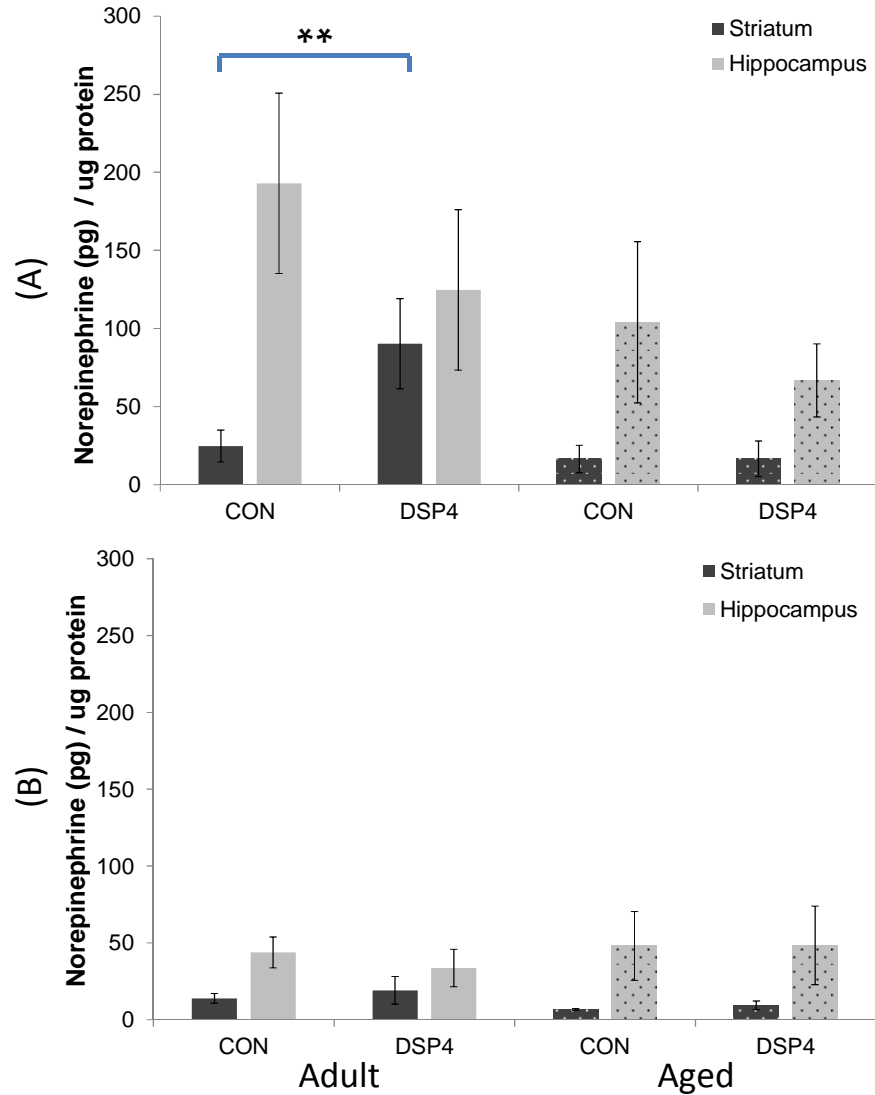 (A)
Norepinephrine (pg) / ug protein
300
250
200
150
100
50
0
**
Striatum
Hippocampus
CON DSP4 CON DSP4
(B)
Norepinephrine (pg) / ug protein
300
250
200
150
100
50
0
Striatum
Hippocampus
CON DSP4 CON DSP4
Adult Aged